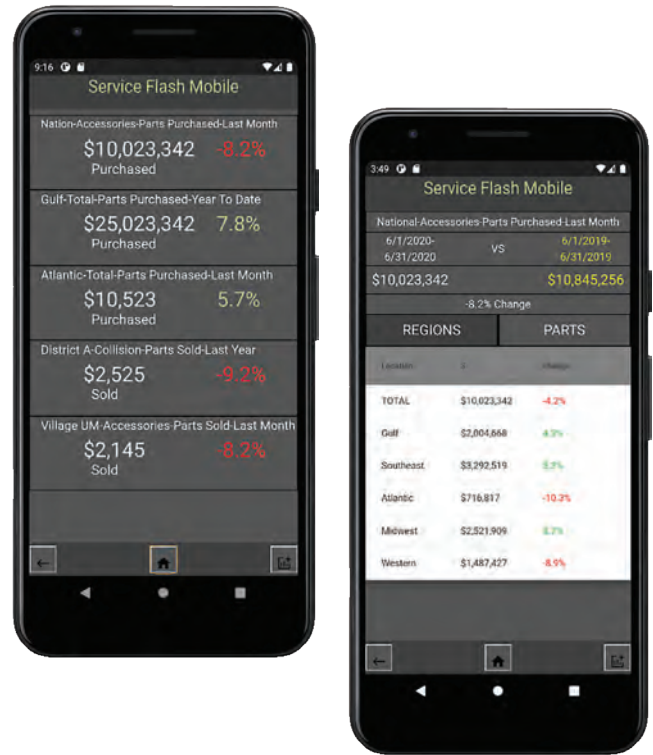 9:16
Service Flash Mobile
Nation-Accessories-Parts Purchased-Last Month
$10,023,342 -8.2%
Purchased
Gulf-Total-Parts Purchased-Year To Date
$25,023,342 7.8%
Purchased
Atlantic-Total-Parts Purchased-Last Month
$10,523 5.7%
Purchased
District A-Collision-Parts Sold-Last Year
$2,525 -9.2%
Sold
Village UM-Accessories-Parts Sold-Last Month
$2,145 -8.2%
Sold
3:49
Service Flash Mobile
National-Accessories-Parts Purchased-Last Month
6/1/2020-
6/31/2020
VS
6/1/2019-
6/31/2019
$10,023,342 $10,845,256
-8.2% Change
REGIONS PARTS
Location $ change
TOTAL $10,023,342 -4.2%
Gulf $2,004,668
Southeast $3,292,519
Atlantic $716,817 -10.3%
Midwest $2,521,909
Western $1,487,427 -8.9%